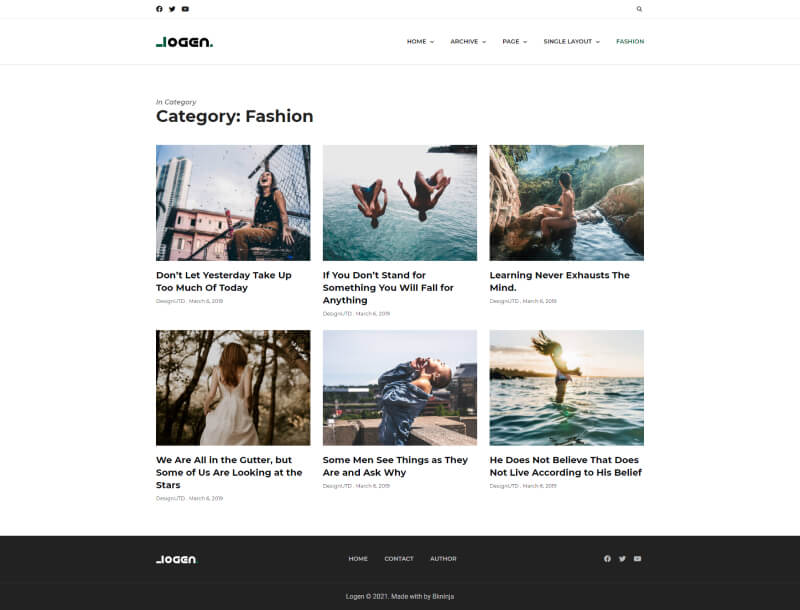 LOGEN.
HOME
ARCHIVE
PAGE
SINGLE LAYOUT
FASHION
In Category
Category: Fashion
Don't Let Yesterday Take Up
Too Much Of Today
DesignUTD . March 6, 2019
If You Don't Stand for
Something You Will Fall for
Anything
DesignUTD . March 6, 2019
Learning Never Exhausts The
Mind.
DesignUTD . March 6, 2019
We Are All in the Gutter, but
Some of Us Are Looking at the
Stars
DesignUTD . March 6, 2019
Some Men See Things as They
Are and Ask Why
DesignUTD . March 6, 2019
He Does Not Believe That Does
Not Live According to His Belief
DesignUTD . March 6, 2019
LOGEN.
HOME
CONTACT
AUTHOR
Logen © 2021. Made with by Bkninja